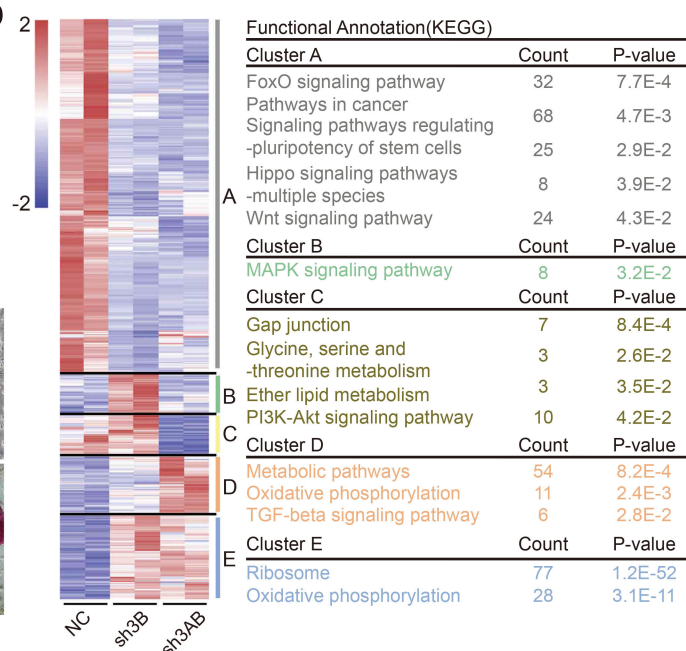 )
2
-2
A
B
C
D
E
NC
sh3B
sh3AB
Functional Annotation(KEGG)
Cluster A Count P-value
FoxO signaling pathway 32 7.7E-4
Pathways in cancer 68 4.7E-3
Signaling pathways regulating
-pluripotency of stem cells 25 2.9E-2
Hippo signaling pathways
-multiple species 8 3.9E-2
Wnt signaling pathway 24 4.3E-2
Cluster B Count P-value
MAPK signaling pathway 8 3.2E-2
Cluster C Count P-value
Gap junction 7 8.4E-4
Glycine, serine and
-threonine metabolism 3 2.6E-2
Ether lipid metabolism 3 3.5E-2
PI3K-Akt signaling pathway 10 4.2E-2
Cluster D Count P-value
Metabolic pathways 54 8.2E-4
Oxidative phosphorylation 11 2.4E-3
TGF-beta signaling pathway 6 2.8E-2
Cluster E Count P-value
Ribosome 77 1.2E-52
Oxidative phosphorylation 28 3.1E-11